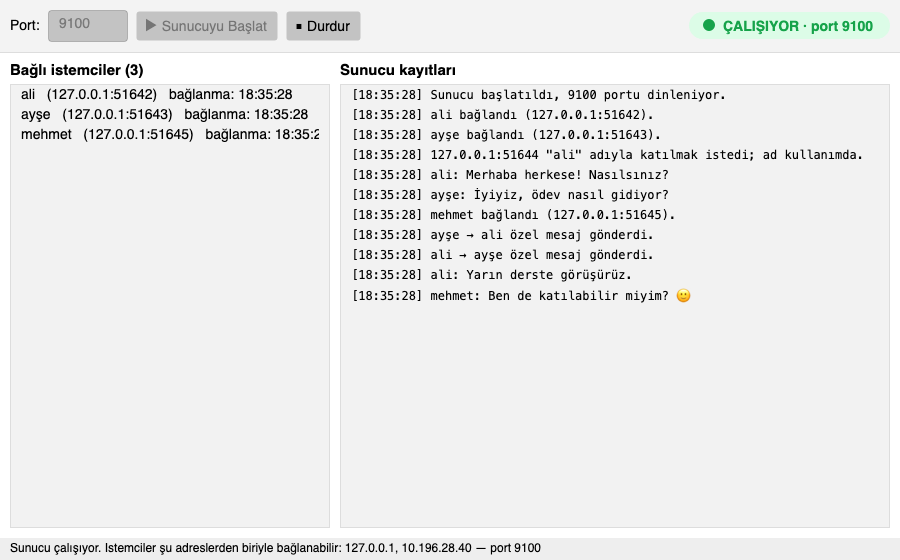 Port: 9100 ▶ Sunucuyu Başlat ▪ Durdur ● ÇALIŞIYOR · port 9100
Bağlı istemciler (3)
ali (127.0.0.1:51642) bağlanma: 18:35:28
ayşe (127.0.0.1:51643) bağlanma: 18:35:28
mehmet (127.0.0.1:51645) bağlanma: 18:35:2
Sunucu kayıtları
[18:35:28] Sunucu başlatıldı, 9100 portu dinleniyor.
[18:35:28] ali bağlandı (127.0.0.1:51642).
[18:35:28] ayşe bağlandı (127.0.0.1:51643).
[18:35:28] 127.0.0.1:51644 "ali" adıyla katılmak istedi; ad kullanımda.
[18:35:28] ali: Merhaba herkese! Nasılsınız?
[18:35:28] ayşe: İyiyiz, ödev nasıl gidiyor?
[18:35:28] mehmet bağlandı (127.0.0.1:51645).
[18:35:28] ayşe → ali özel mesaj gönderdi.
[18:35:28] ali → ayşe özel mesaj gönderdi.
[18:35:28] ali: Yarın derste görüşürüz.
[18:35:28] mehmet: Ben de katılabilir miyim? 🙂
Sunucu çalışıyor. Istemciler şu adreslerden biriyle bağlanabilir: 127.0.0.1, 10.196.28.40 — port 9100